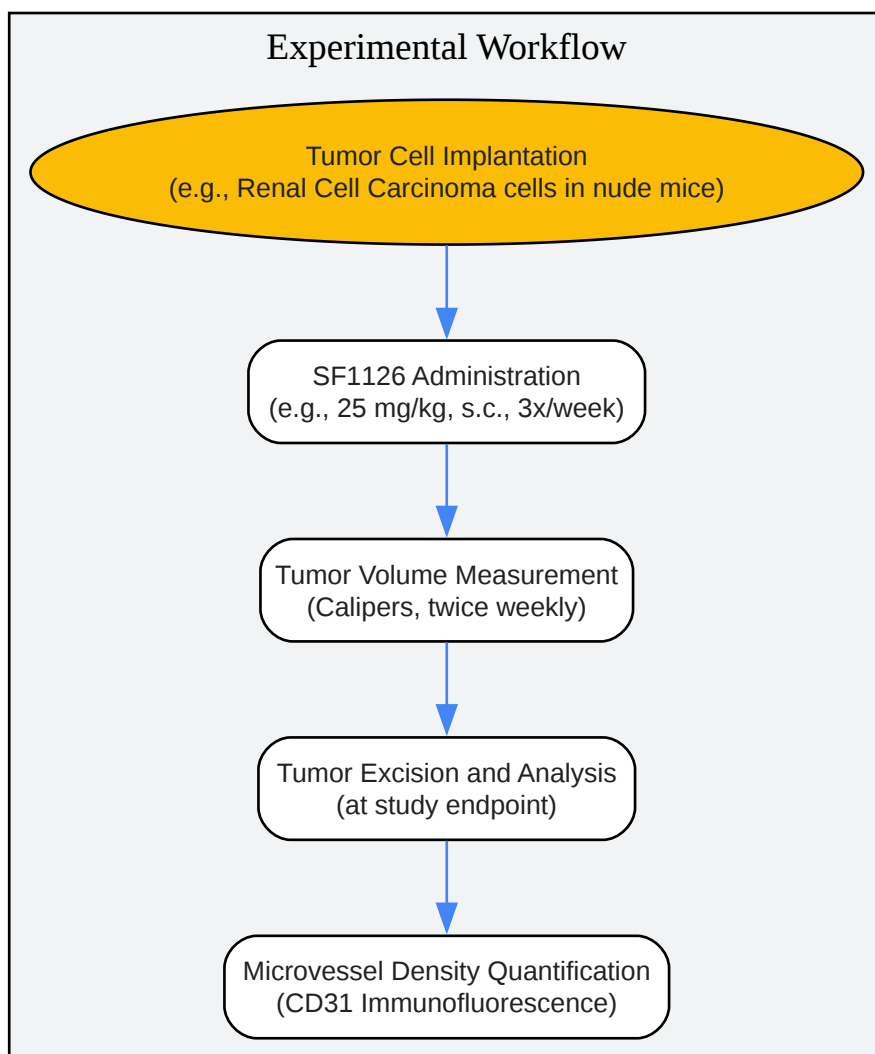 Experimental Workflow
Tumor Cell Implantation
(e.g., Renal Cell Carcinoma cells in nude mice)
SF1126 Administration
(e.g., 25 mg/kg, s.c., 3x/week)
Tumor Volume Measurement
(Calipers, twice weekly)
Tumor Excision and Analysis
(at study endpoint)
Microvessel Density Quantification
(CD31 Immunofluorescence)